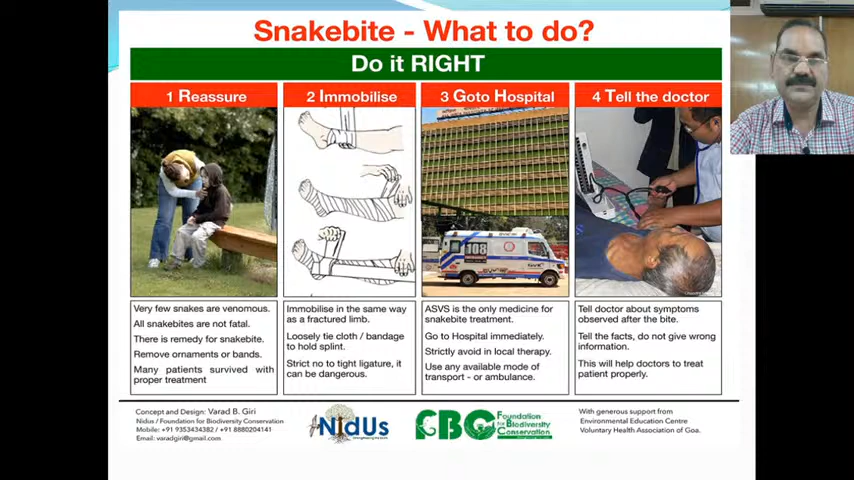 Snakebite - What to do?
Do it RIGHT
1 Reassure
2 Immobilise
3 Goto Hospital
4 Tell the doctor
108
Very few snakes are venomous.
All snakebites are not fatal.
There is remedy for snakebite.
Remove ornaments or bands.
Many patients survived with
proper treatment
Immobilise in the same way
as a fractured limb.
Loosely tie cloth / bandage
to hold splint.
Strict no to tight ligature, it
can be dangerous.
ASVS is the only medicine for
snakebite treatment.
Go to Hospital immediately.
Strictly avoid in local therapy.
Use any available mode of
transport - or ambulance.
Tell doctor about symptoms
observed after the bite.
Tell the facts, do not give wrong
information.
This will help doctors to treat
patient properly.
Concept and Design: Varad B. Giri
Nidus / Foundation for Biodiversity Conservation
Mobile: +91 9353434382 / +91 8880204141
Email: varadgiri@gmail.com
NidUs
FBC
Foundation
for Biodiversity
Conservation
With generous support from
Environmental Education Centre
Voluntary Health Association of Goa.